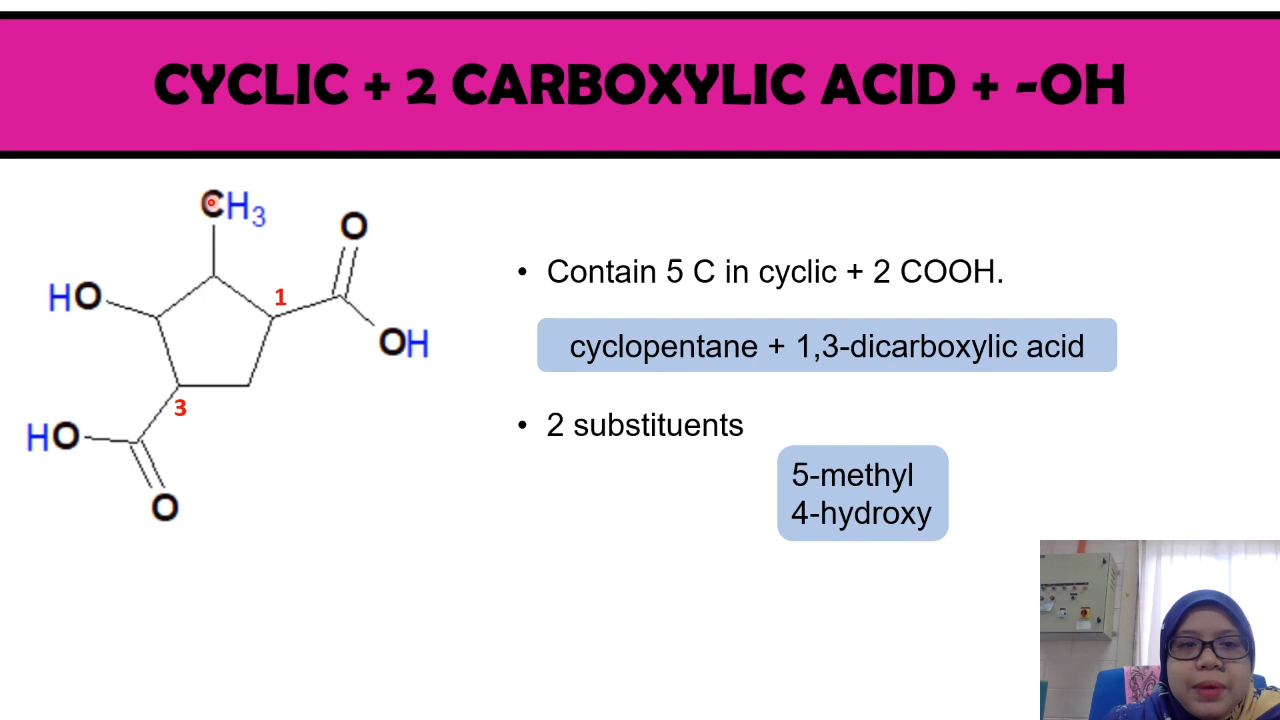 CYCLIC + 2 CARBOXYLIC ACID + -OH
CH3
O
HO
1
OH
3
HO
O
• Contain 5 C in cyclic + 2 COOH.
cyclopentane + 1,3-dicarboxylic acid
• 2 substituents
5-methyl
4-hydroxy